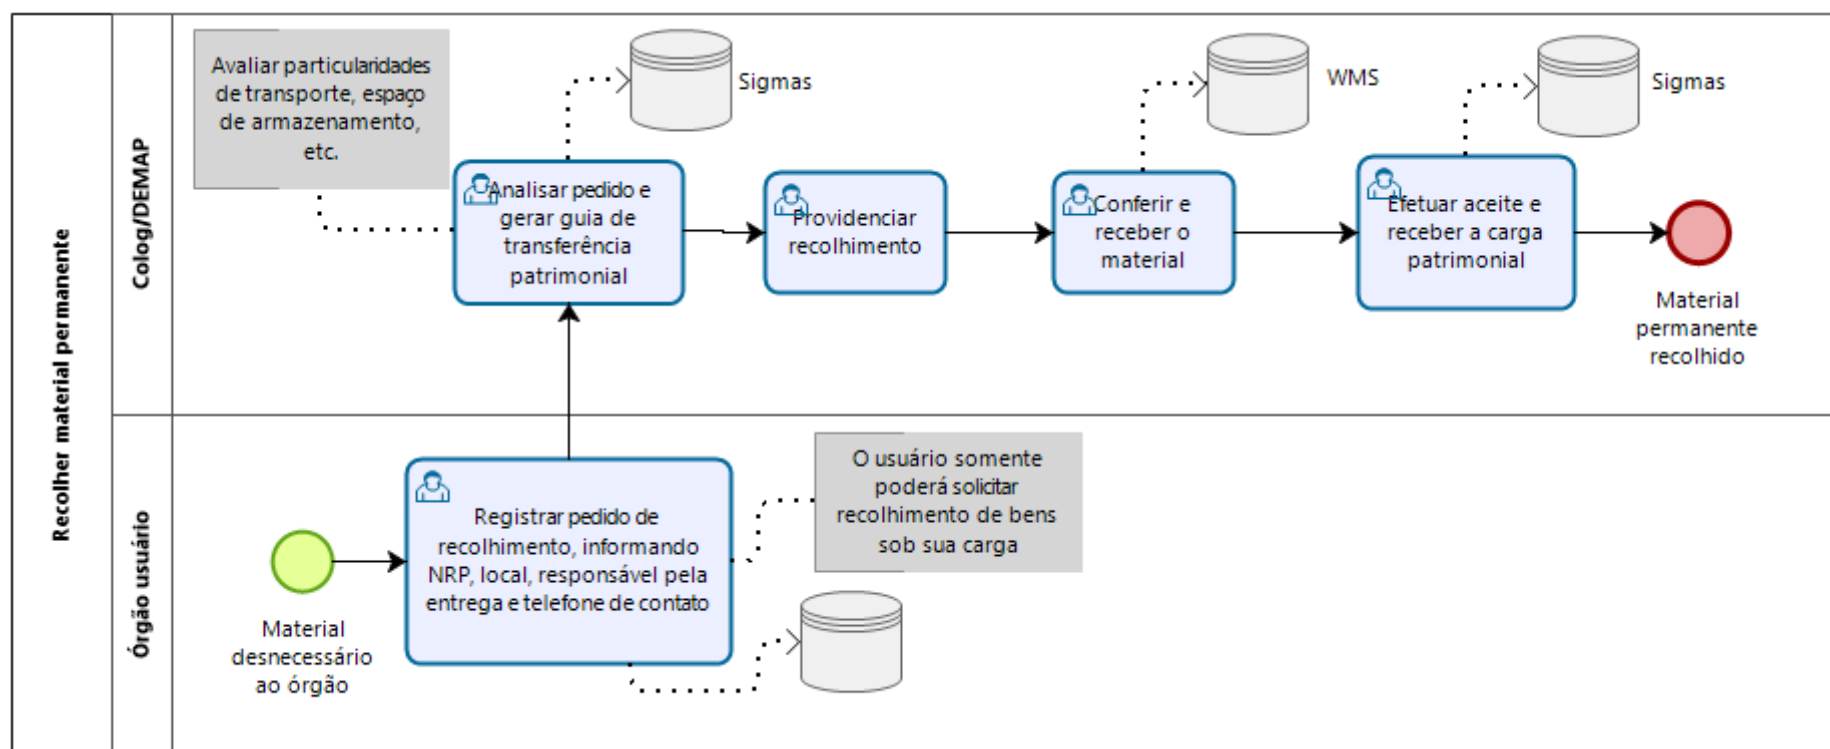 Recolher material permanente
Colog/DEMAP
Avaliar particularidades
de transporte, espaço
de armazenamento,
etc.
Sigmas
WMS
Sigmas
Analisar pedido e
gerar guia de
transferência
patrimonial
Providenciar
recolhimento
Conferir e
receber o
material
Efetuar aceite e
receber a carga
patrimonial
Material
permanente
recolhido
Órgão usuário
Material
desnecessário
ao órgão
Registrar pedido de
recolhimento, informando
NRP, local, responsável pela
entrega e telefone de contato
O usuário somente
poderá solicitar
recolhimento de bens
sob sua carga